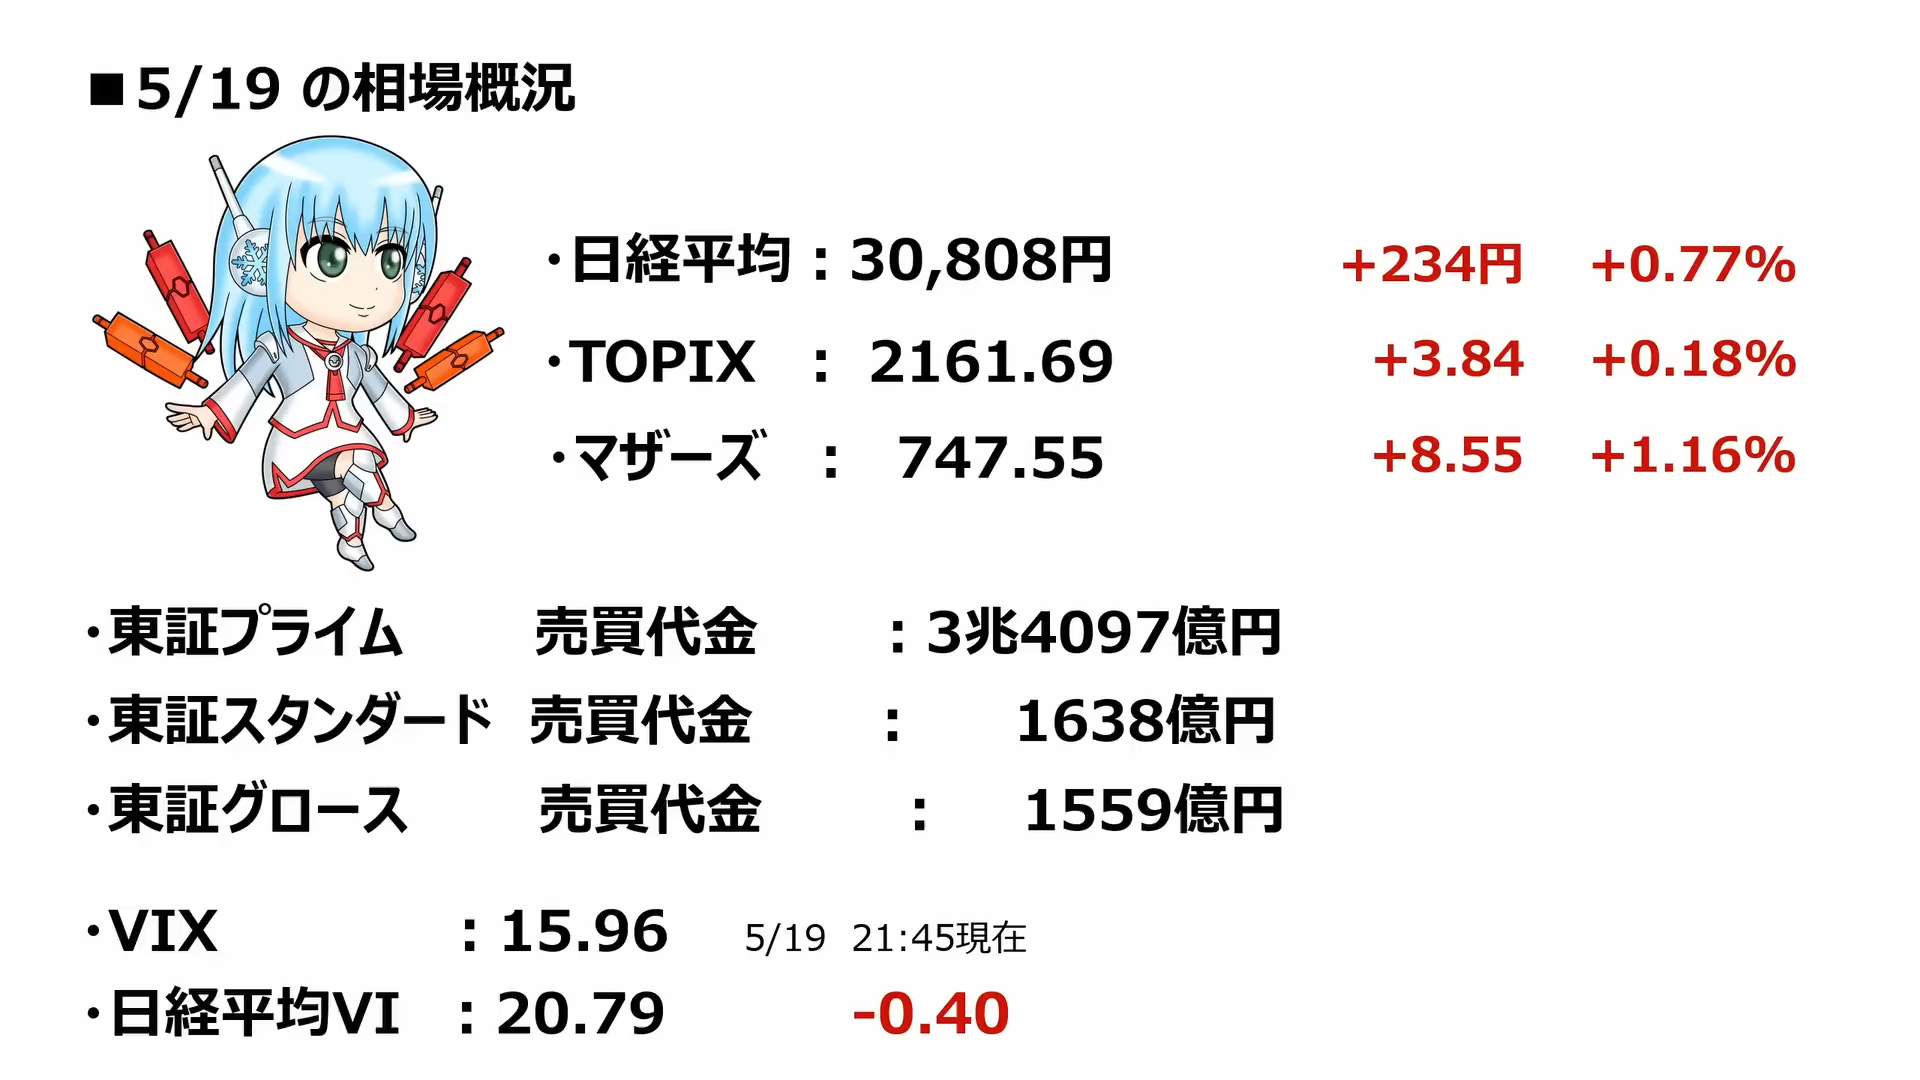 ■5/19 の相場概況
・日経平均：30,808円 +234円 +0.77%
・TOPIX ： 2161.69 +3.84 +0.18%
・マザーズ ： 747.55 +8.55 +1.16%
・東証プライム 売買代金 ：3兆4097億円
・東証スタンダード 売買代金 ： 1638億円
・東証グロース 売買代金 ： 1559億円
・VIX ：15.96 5/19 21:45現在
・日経平均VI ：20.79 -0.40